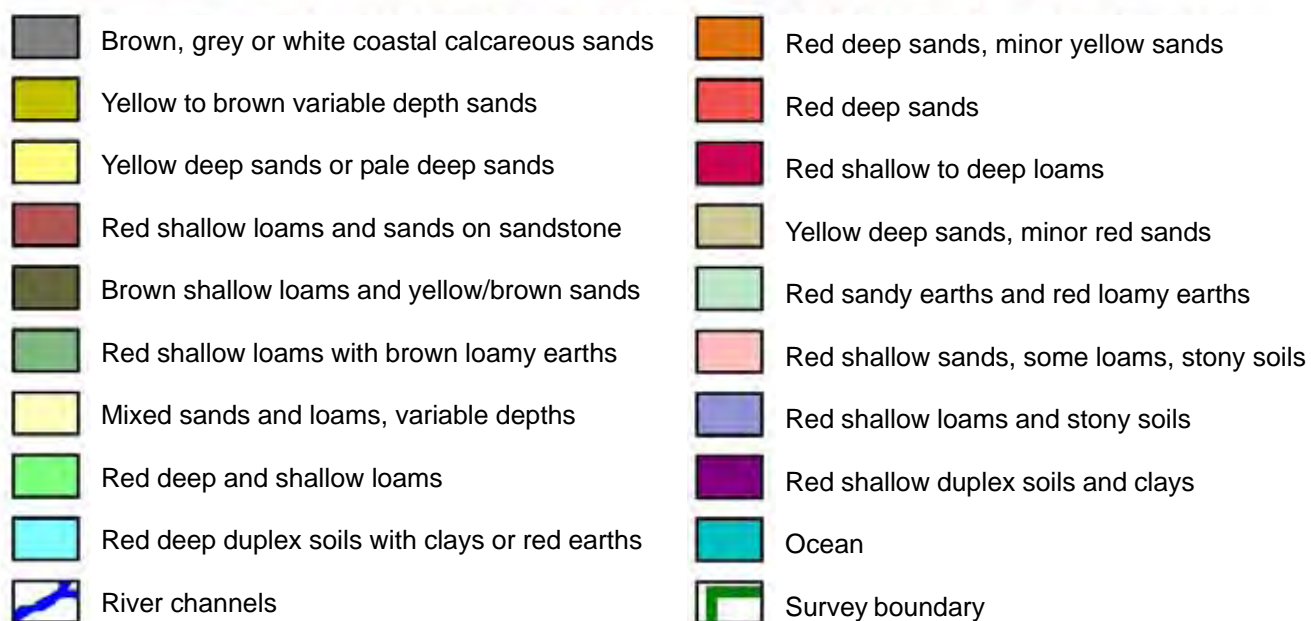 Brown, grey or white coastal calcareous sands
Yellow to brown variable depth sands
Yellow deep sands or pale deep sands
Red shallow loams and sands on sandstone
Brown shallow loams and yellow/brown sands
Red shallow loams with brown loamy earths
Mixed sands and loams, variable depths
Red deep and shallow loams
Red deep duplex soils with clays or red earths
River channels
Red deep sands, minor yellow sands
Red deep sands
Red shallow to deep loams
Yellow deep sands, minor red sands
Red sandy earths and red loamy earths
Red shallow sands, some loams, stony soils
Red shallow loams and stony soils
Red shallow duplex soils and clays
Ocean
Survey boundary